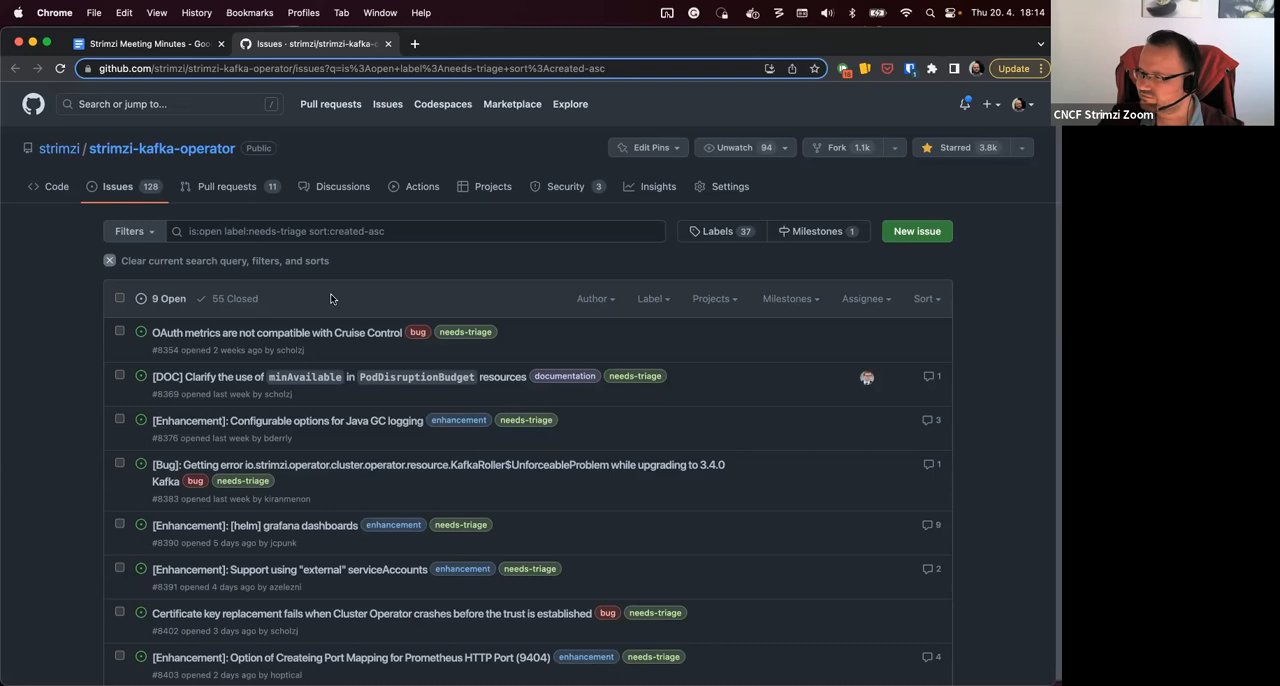 Chrome File Edit View History Bookmarks Profiles Tab Window Help Thu 20. 4. 18:14
Strimzi Meeting Minutes - Goo Issues · strimzi/strimzi-kafka-
github.com/strimzi/strimzi-kafka-operator/issues?q=is%3Aopen+label%3Aneeds-triage+sort%3Acreated-asc Update
CNCF Strimzi Zoom
Search or jump to... / Pull requests Issues Codespaces Marketplace Explore
strimzi / strimzi-kafka-operator Public Edit Pins Unwatch 94 Fork 1.1k Starred 3.8k
Code Issues 128 Pull requests 11 Discussions Actions Projects Security 3 Insights Settings
Filters is:open label:needs-triage sort:created-asc Labels 37 Milestones 1 New issue
Clear current search query, filters, and sorts
9 Open 55 Closed Author Label Projects Milestones Assignee Sort
OAuth metrics are not compatible with Cruise Control bug needs-triage
#8354 opened 2 weeks ago by scholzj
[DOC] Clarify the use of minAvailable in PodDisruptionBudget resources documentation needs-triage 1
#8369 opened last week by scholzj
[Enhancement]: Configurable options for Java GC logging enhancement needs-triage 3
#8376 opened last week by bderrly
[Bug]: Getting error io.strimzi.operator.cluster.operator.resource.KafkaRoller$UnforceableProblem while upgrading to 3.4.0 1
Kafka bug needs-triage
#8383 opened last week by kiranmenon
[Enhancement]: [helm] grafana dashboards enhancement needs-triage 9
#8390 opened 5 days ago by jcpunk
[Enhancement]: Support using "external" serviceAccounts enhancement needs-triage 2
#8391 opened 4 days ago by azelezni
Certificate key replacement fails when Cluster Operator crashes before the trust is established bug needs-triage
#8402 opened 3 days ago by scholzj
[Enhancement]: Option of Createing Port Mapping for Prometheus HTTP Port (9404) enhancement needs-triage 4
#8403 opened 2 days ago by hoptical